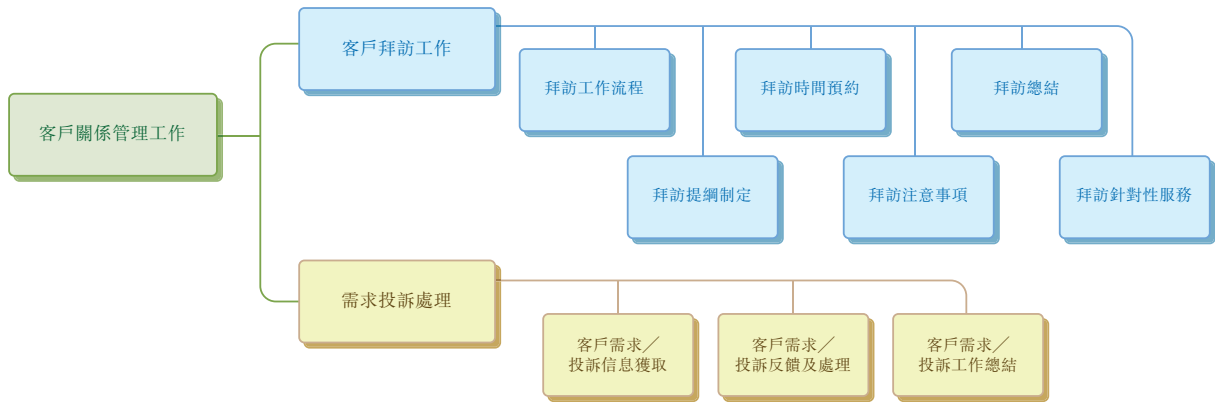 客戶關係管理工作
客戶拜訪工作
拜訪工作流程
拜訪時間預約
拜訪總結
拜訪提綱制定
拜訪注意事項
拜訪針對性服務
需求投訴處理
客戶需求／
投訴信息獲取
客戶需求／
投訴反饋及處理
客戶需求／
投訴工作總結